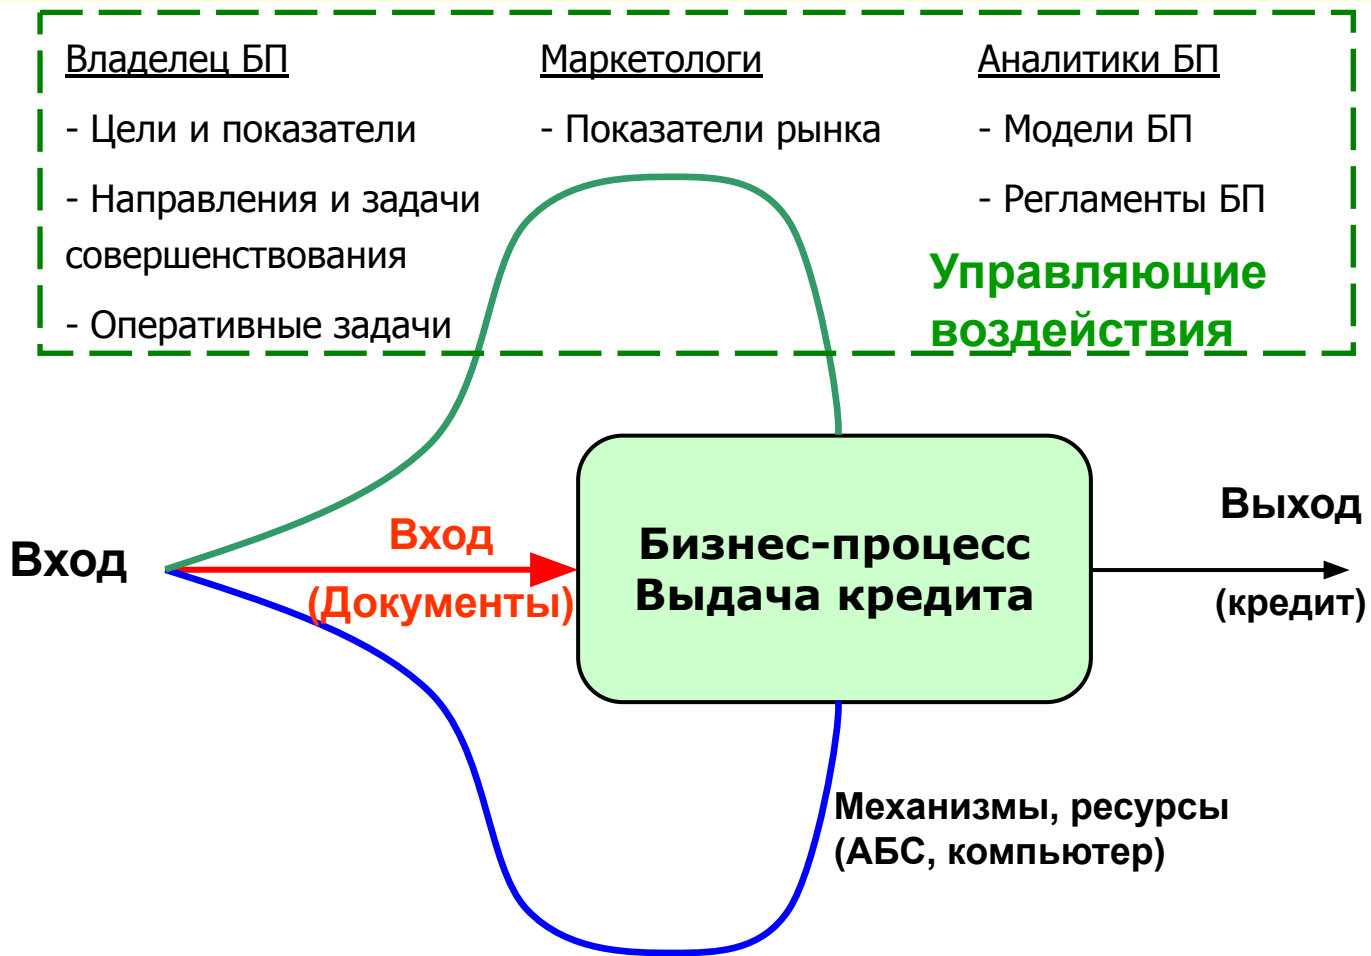 Владелец БП
- Цели и показатели
- Направления и задачи
совершенствования
- Оперативные задачи
Маркетологи
- Показатели рынка
Аналитики БП
- Модели БП
- Регламенты БП
Управляющие
воздействия
Вход
Вход
(Документы)
Бизнес-процесс
Выдача кредита
Выход
(кредит)
Механизмы, ресурсы
(АБС, компьютер)